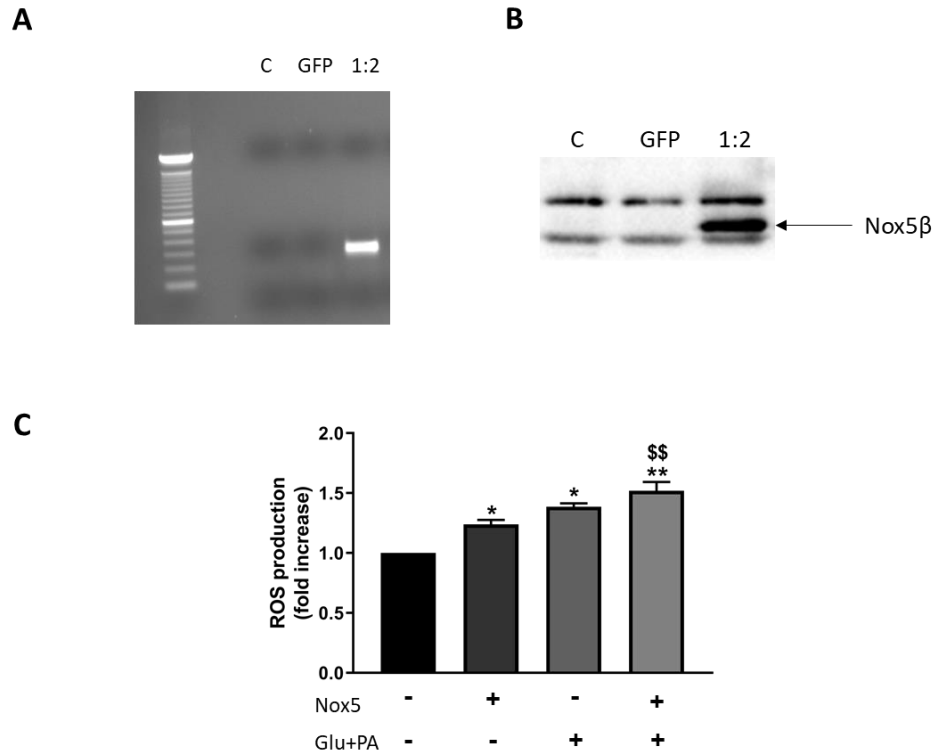 A
C GFP 1:2
B
C GFP 1:2
Nox5β
C
ROS production
(fold increase)
2.0
1.5
1.0
0.5
0.0
*
*
$$
**
Nox5 - + - +
Glu+PA - - + +